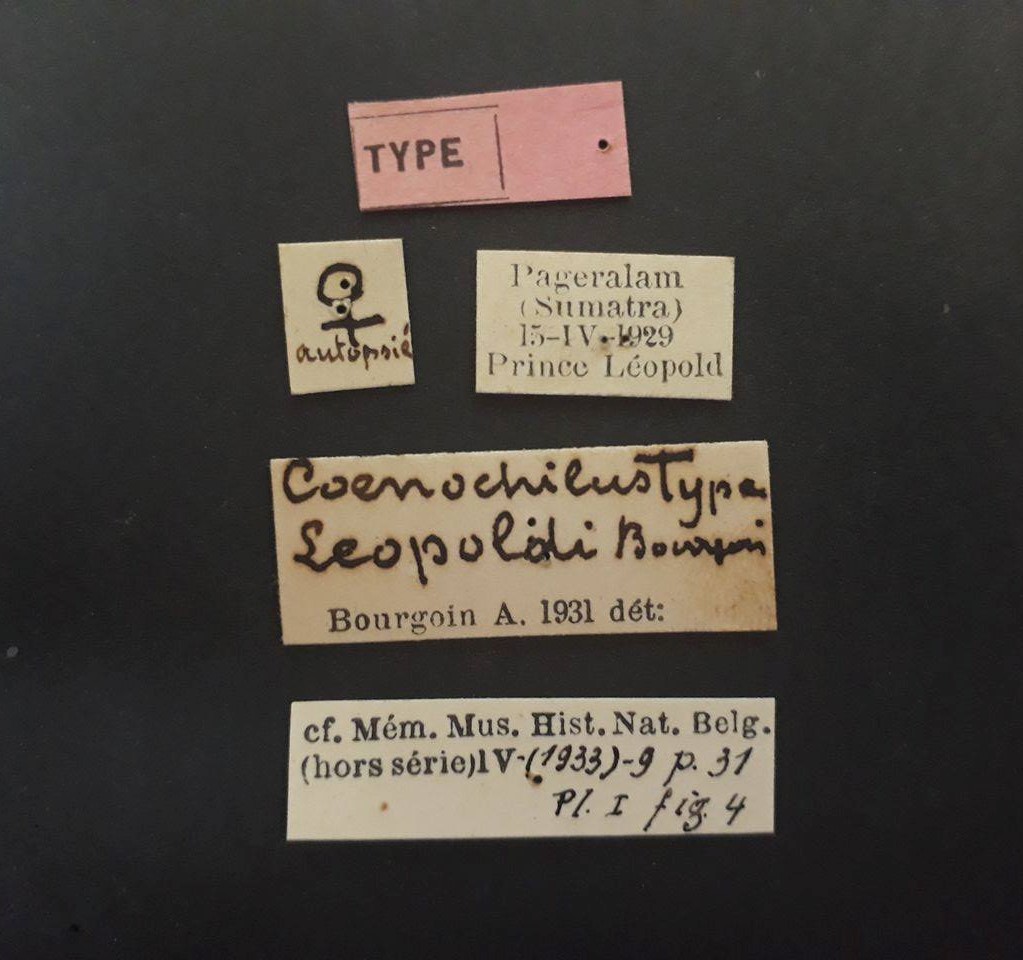 TYPE
♀
autopsié
Pageralam
(Sumatra)
15-IV-1929
Prince Léopold
Coenochilus Type
Leopoldi Bourgoin
Bourgoin A. 1931 dét:
cf. Mém. Mus. Hist. Nat. Belg.
(hors série) IV-(1933)-9 p. 31
Pl. I fig. 4